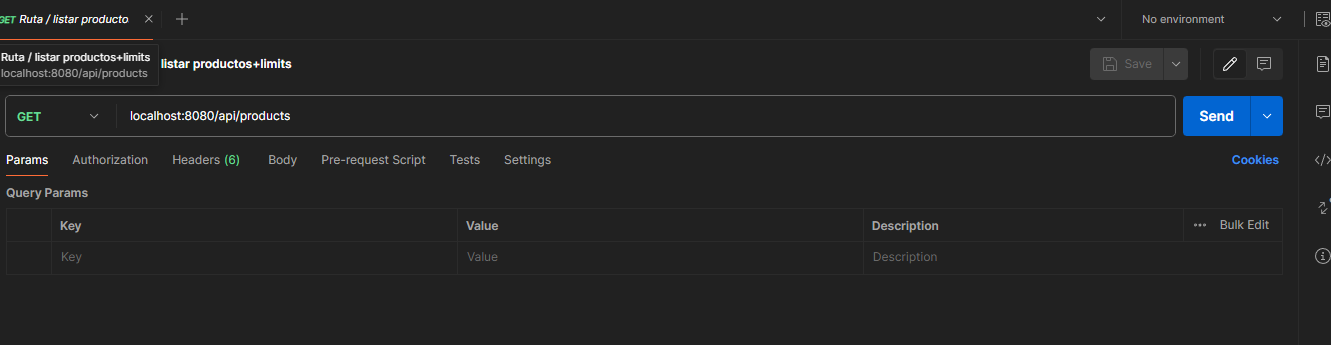 GET Ruta / listar producto
No environment
Ruta / listar productos+limits
localhost:8080/api/products
listar productos+limits
Save
GET
localhost:8080/api/products
Send
Params Authorization Headers (6) Body Pre-request Script Tests Settings Cookies
Query Params
Key Value Description Bulk Edit
Key Value Description